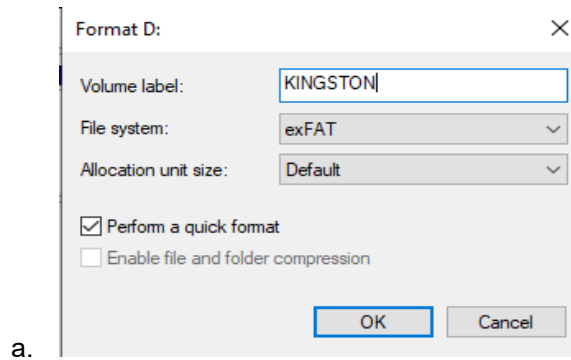 Format D:
Volume label: KINGSTON
File system: exFAT
Allocation unit size: Default
Perform a quick format
Enable file and folder compression
OK Cancel
a.